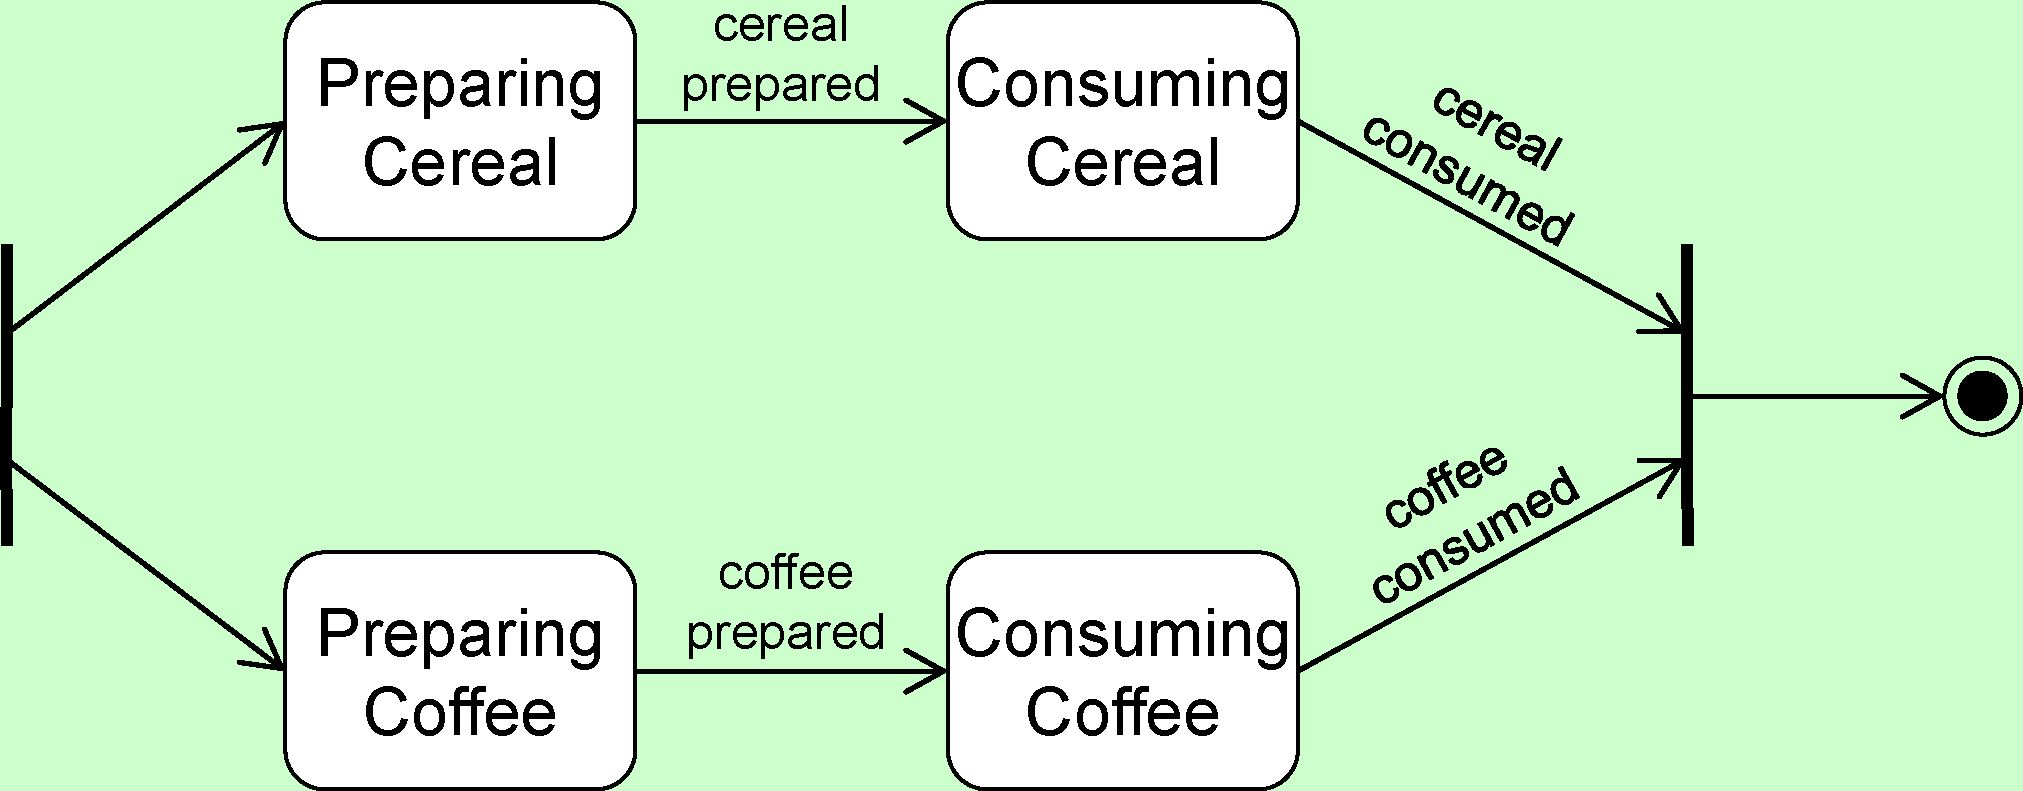 Preparing
Cereal
cereal
prepared
Consuming
Cereal
cereal
consumed
Preparing
Coffee
coffee
prepared
Consuming
Coffee
coffee
consumed